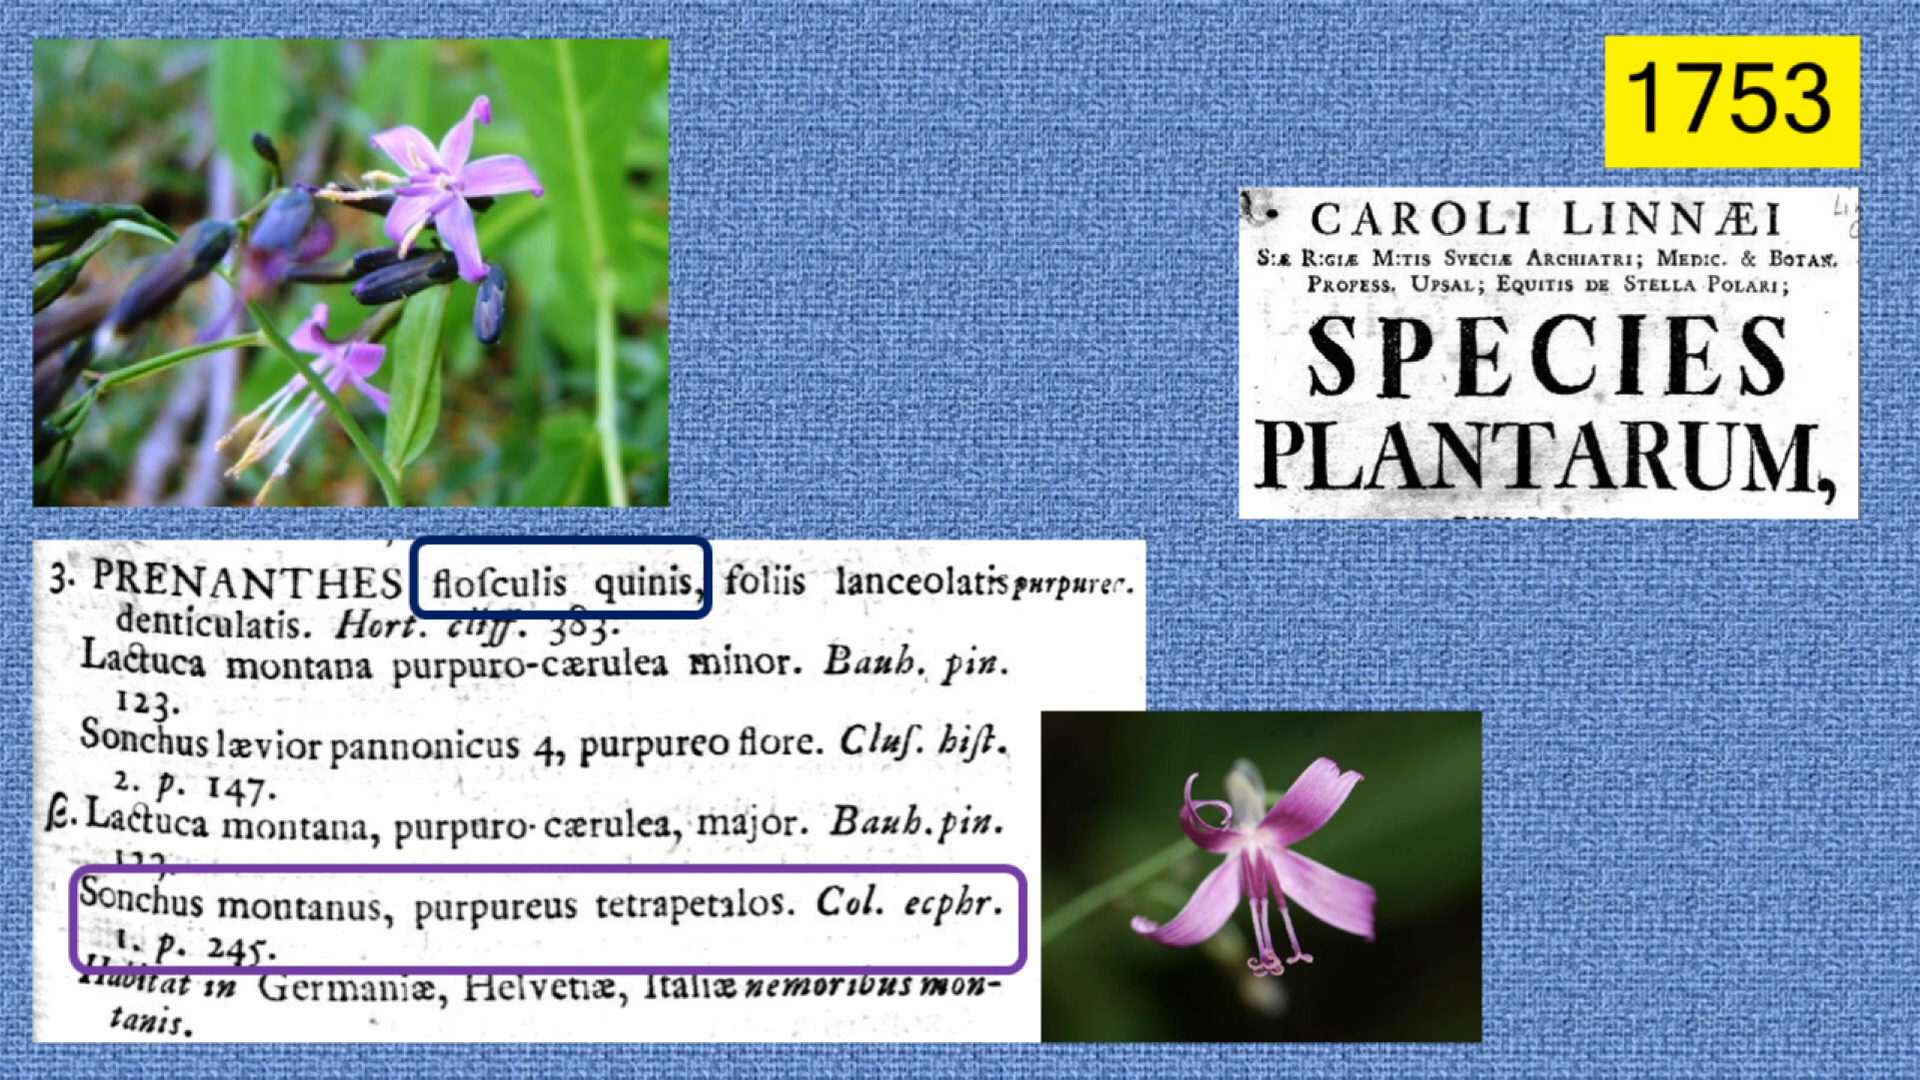 1753
CAROLI LINNÆI
S:Æ R:GIÆ M:TIS SVECIÆ ARCHIATRI; MEDIC. & BOTAN.
PROFESS. UPSAL; EQUITIS DE STELLA POLARI;
SPECIES
PLANTARUM,
3. PRENANTHES floſculis quinis, foliis lanceolatis purpurea.
denticulatis. Hort. cliff. 383.
Lactuca montana purpuro-cærulea minor. Bauh. pin.
123.
Sonchus lævior pannonicus 4, purpureo flore. Cluſ. hiſt.
2. p. 147.
β. Lactuca montana, purpuro-cærulea, major. Bauh. pin.
123.
Sonchus montanus, purpureus tetrapetalos. Col. ecphr.
1. p. 245.
Habitat in Germaniæ, Helvetiæ, Italiæ nemoribus mon-
tanis.